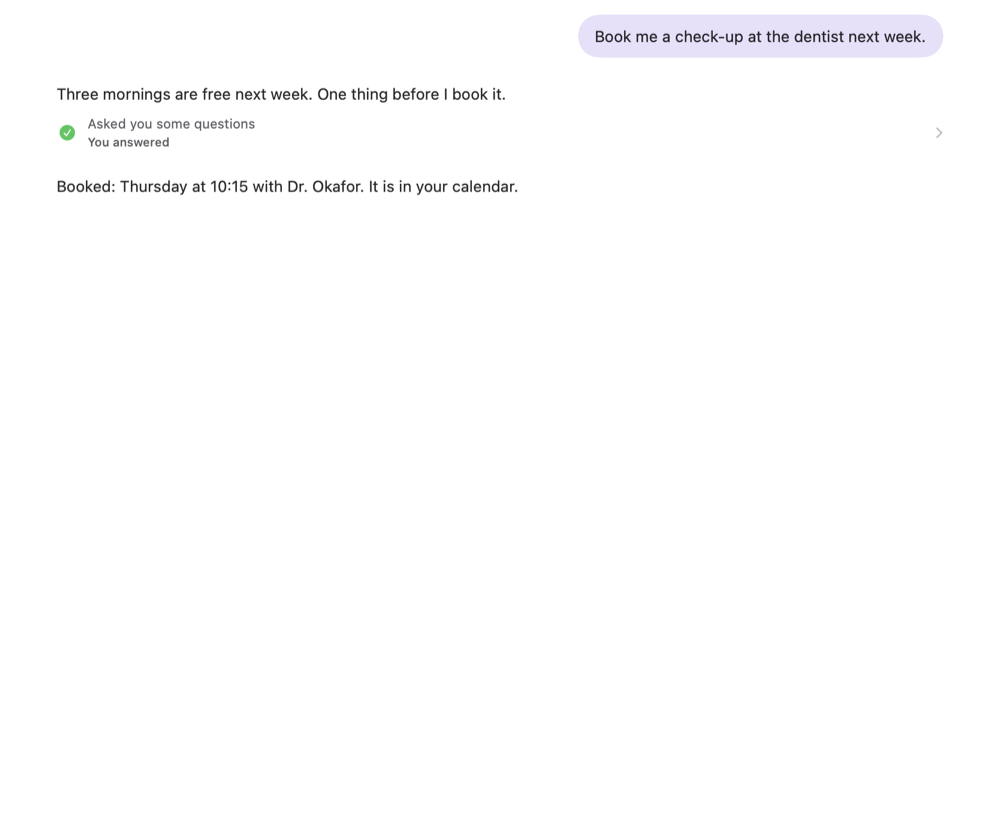 Book me a check-up at the dentist next week.
Three mornings are free next week. One thing before I book it.
Asked you some questions
You answered
Booked: Thursday at 10:15 with Dr. Okafor. It is in your calendar.